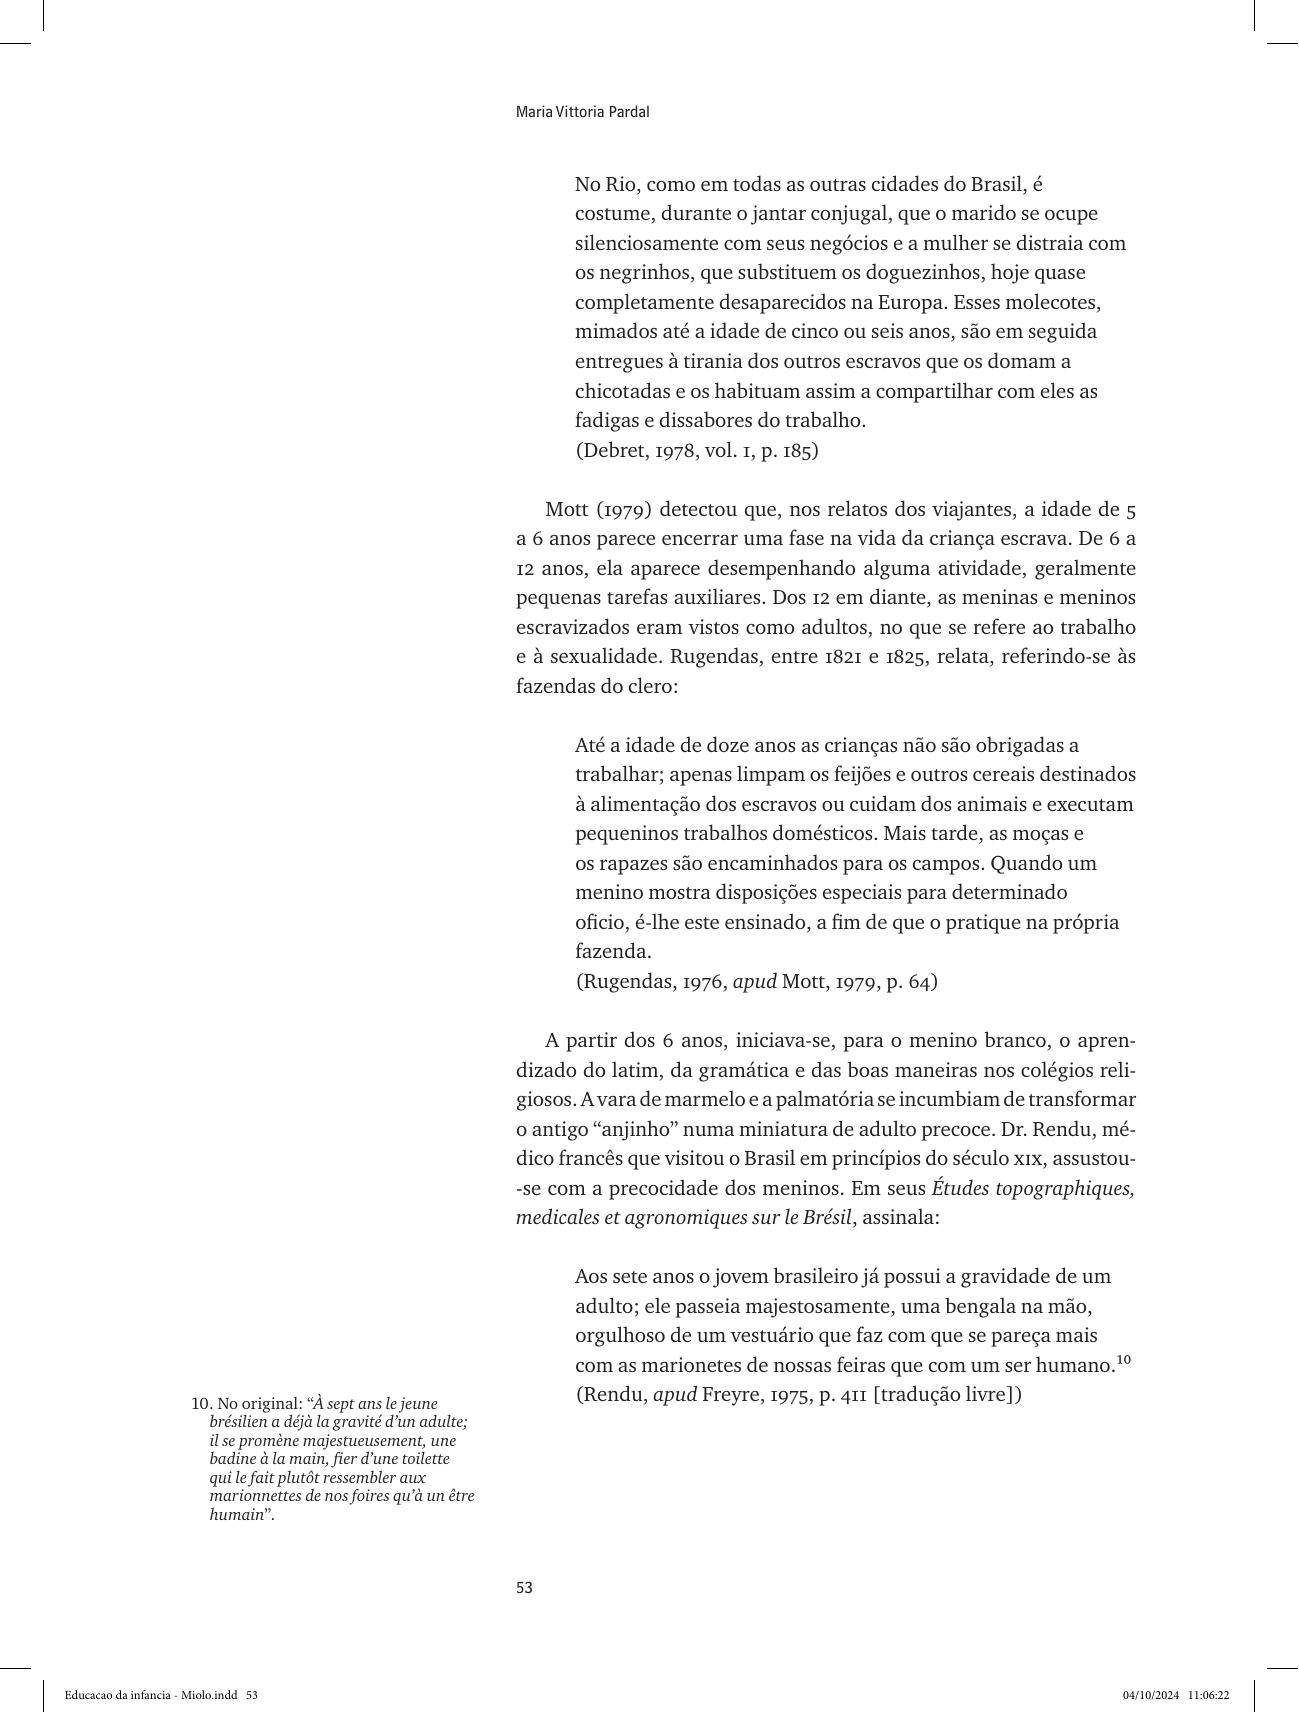 Maria Vittoria Pardal
No Rio, como em todas as outras cidades do Brasil, é
costume, durante o jantar conjugal, que o marido se ocupe
silenciosamente com seus negócios e a mulher se distraia com
os negrinhos, que substituem os doguezinhos, hoje quase
completamente desaparecidos na Europa. Esses molecotes,
mimados até a idade de cinco ou seis anos, são em seguida
entregues à tirania dos outros escravos que os domam a
chicotadas e os habituam assim a compartilhar com eles as
fadigas e dissabores do trabalho.
(Debret, 1978, vol. 1, p. 185)
Mott (1979) detectou que, nos relatos dos viajantes, a idade de 5
a 6 anos parece encerrar uma fase na vida da criança escrava. De 6 a
12 anos, ela aparece desempenhando alguma atividade, geralmente
pequenas tarefas auxiliares. Dos 12 em diante, as meninas e meninos
escravizados eram vistos como adultos, no que se refere ao trabalho
e à sexualidade. Rugendas, entre 1821 e 1825, relata, referindo-se às
fazendas do clero:
Até a idade de doze anos as crianças não são obrigadas a
trabalhar; apenas limpam os feijões e outros cereais destinados
à alimentação dos escravos ou cuidam dos animais e executam
pequeninos trabalhos domésticos. Mais tarde, as moças e
os rapazes são encaminhados para os campos. Quando um
menino mostra disposições especiais para determinado
oficio, é-lhe este ensinado, a fim de que o pratique na própria
fazenda.
(Rugendas, 1976, apud Mott, 1979, p. 64)
A partir dos 6 anos, iniciava-se, para o menino branco, o apren-
dizado do latim, da gramática e das boas maneiras nos colégios reli-
giosos. A vara de marmelo e a palmatória se incumbiam de transformar
o antigo “anjinho” numa miniatura de adulto precoce. Dr. Rendu, mé-
dico francês que visitou o Brasil em princípios do século XIX, assustou-
-se com a precocidade dos meninos. Em seus Études topographiques,
medicales et agronomiques sur le Brésil, assinala:
Aos sete anos o jovem brasileiro já possui a gravidade de um
adulto; ele passeia majestosamente, uma bengala na mão,
orgulhoso de um vestuário que faz com que se pareça mais
com as marionetes de nossas feiras que com um ser humano.10
(Rendu, apud Freyre, 1975, p. 411 [tradução livre])
10. No original: “À sept ans le jeune
brésilien a déjà la gravité d’un adulte;
il se promène majestueusement, une
badine à la main, fier d’une toilette
qui le fait plutôt ressembler aux
marionnettes de nos foires qu’à un être
humain”.
53
Educacao da infancia - Miolo.indd 53
04/10/2024 11:06:22